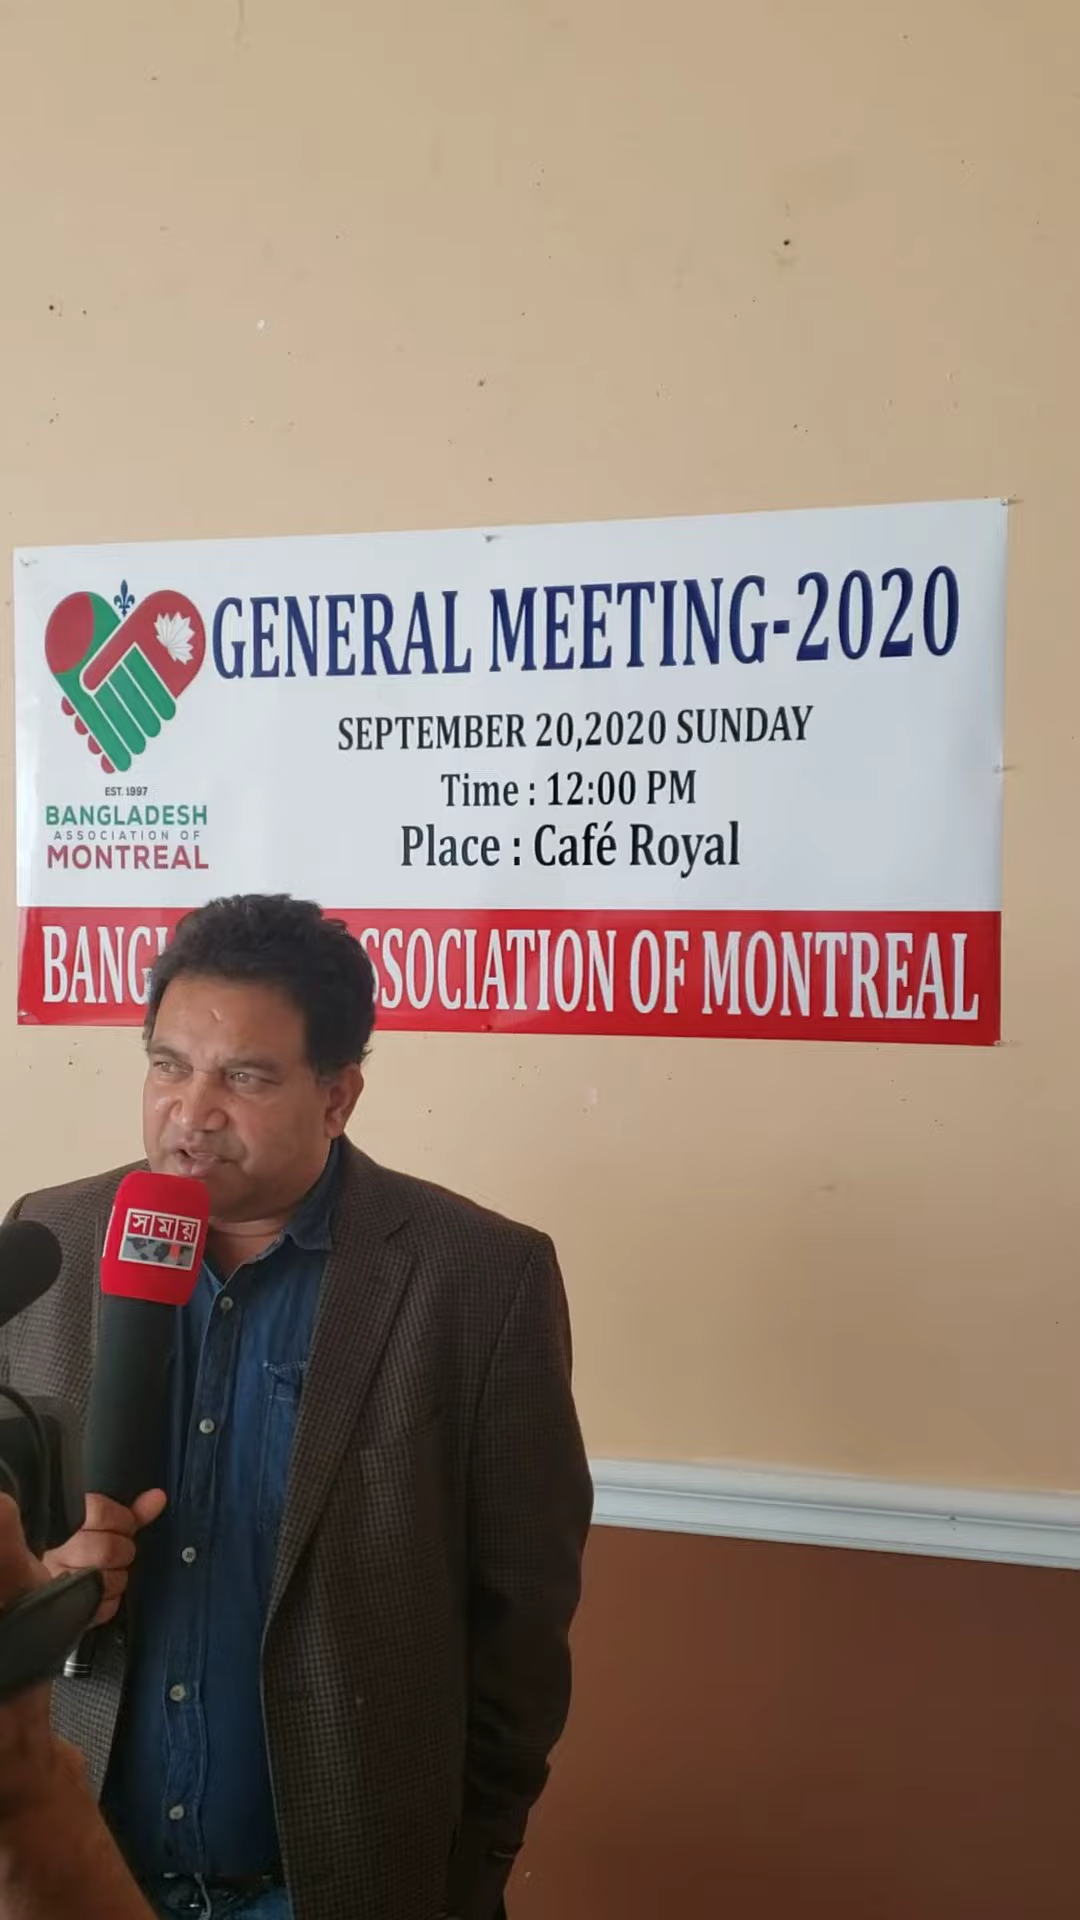 GENERAL MEETING-2020
SEPTEMBER 20,2020 SUNDAY
Time : 12:00 PM
Place : Café Royal
EST. 1997
BANGLADESH
ASSOCIATION OF
MONTREAL
BANGL SSOCIATION OF MONTREAL
সময়